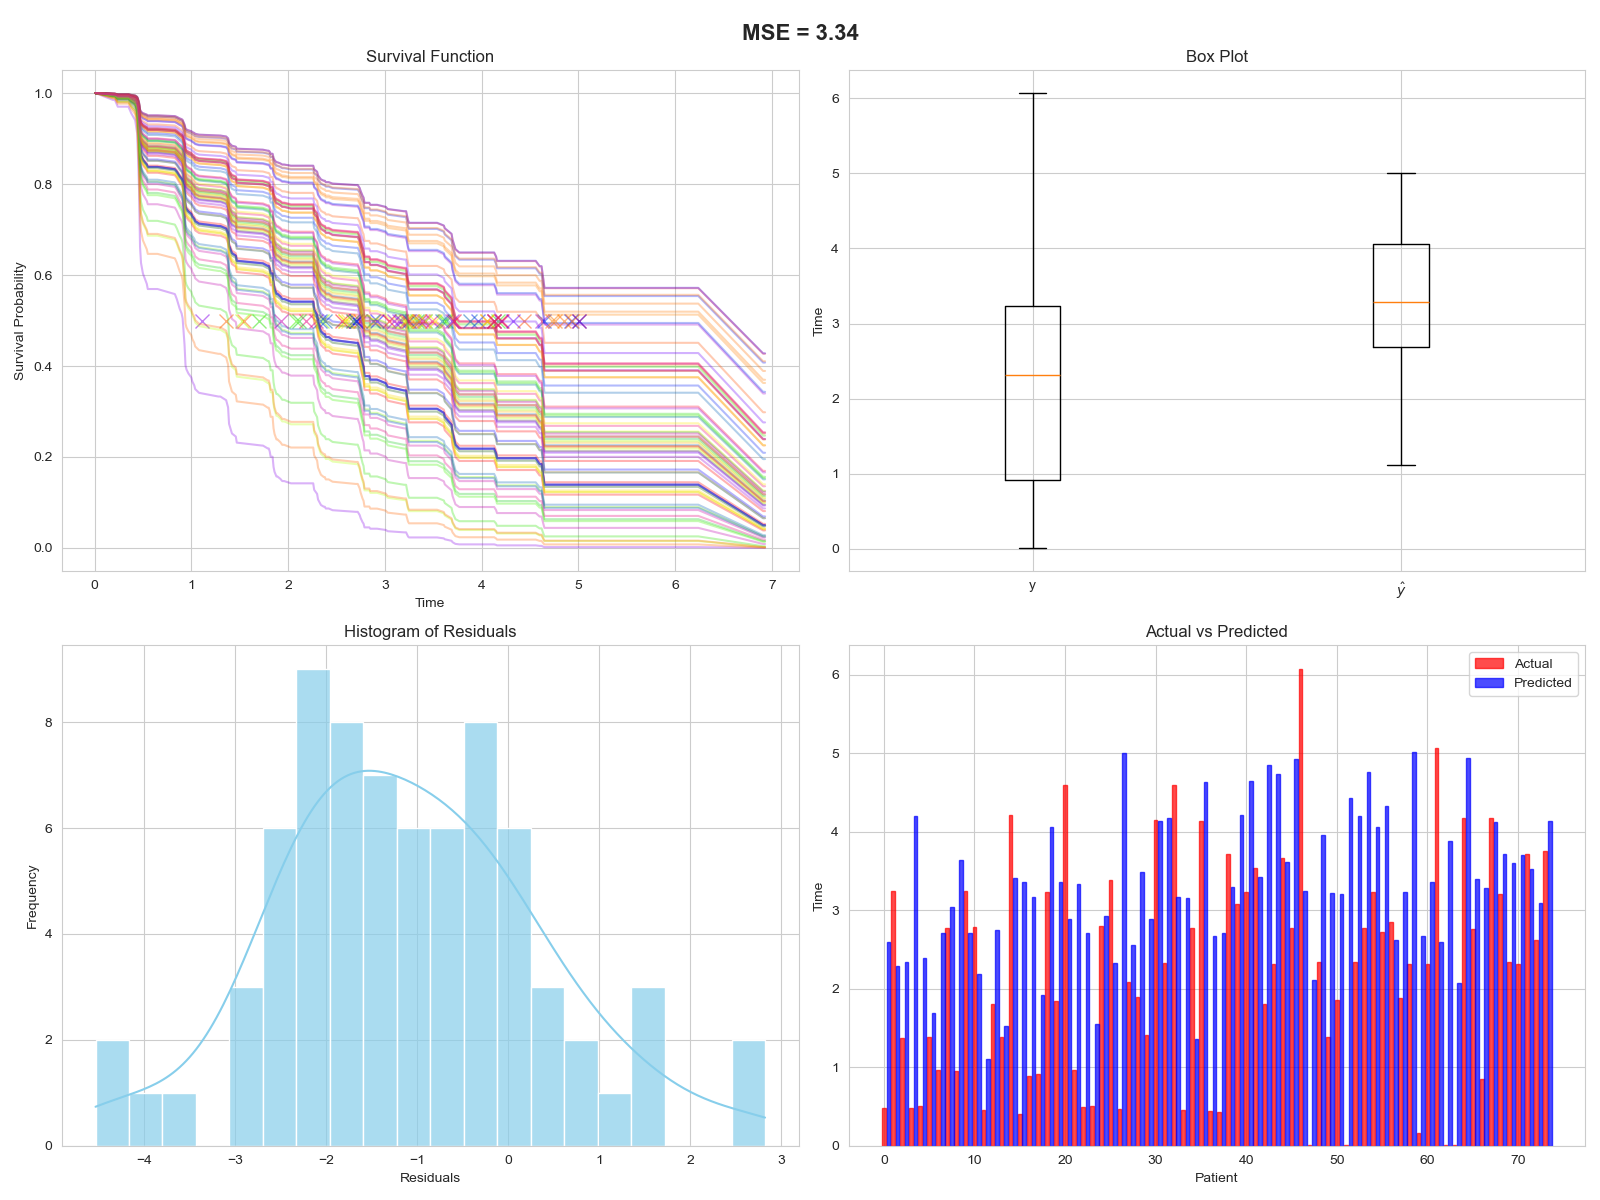 MSE = 3.34
Survival Function
Survival Probability
1.0
0.8
0.6
0.4
0.2
0.0
0 1 2 3 4 5 6 7
Time
Box Plot
Time
6
5
4
3
2
1
0
y ŷ
Histogram of Residuals
Frequency
8
6
4
2
0
−4 −3 −2 −1 0 1 2 3
Residuals
Actual vs Predicted
Actual
Predicted
Time
6
5
4
3
2
1
0
0 10 20 30 40 50 60 70
Patient